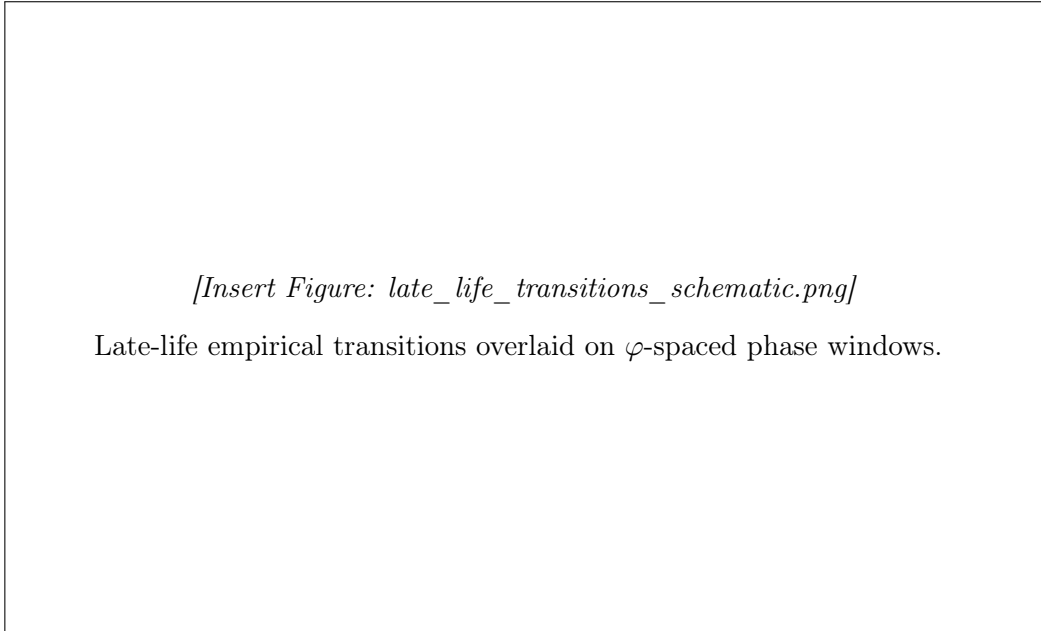 [Insert Figure: late_life_transitions_schematic.png]
Late-life empirical transitions overlaid on φ-spaced phase windows.